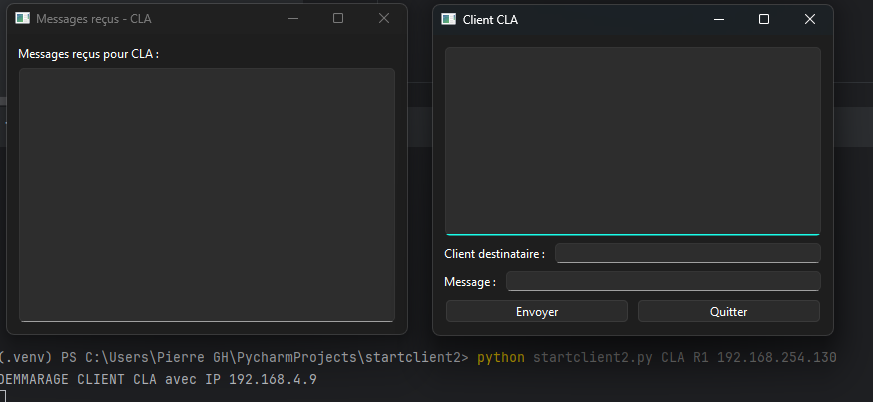 Messages reçus - CLA
Messages reçus pour CLA :
Client CLA
Client destinataire :
Message :
Envoyer
Quitter
(.venv) PS C:\Users\Pierre GH\PycharmProjects\startclient2> python startclient2.py CLA R1 192.168.254.130
DEMMARAGE CLIENT CLA avec IP 192.168.4.9